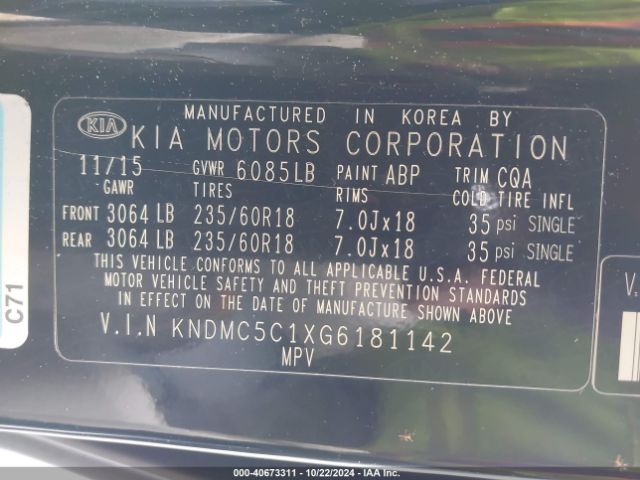 MANUFACTURED IN KOREA BY
KIA KIA MOTORS CORPORATION
11/15 GVWR 6085LB PAINT ABP TRIM CQA
GAWR TIRES RIMS COLD TIRE INFL
FRONT 3064 LB 235/60R18 7.0Jx18 35 psi SINGLE
REAR 3064 LB 235/60R18 7.0Jx18 35 psi SINGLE
THIS VEHICLE CONFORMS TO ALL APPLICABLE U.S.A. FEDERAL
MOTOR VEHICLE SAFETY AND THEFT PREVENTION STANDARDS
IN EFFECT ON THE DATE OF MANUFACTURE SHOWN ABOVE
V.I.N KNDMC5C1XG6181142
MPV
C71
V.
000-40673311 - 10/22/2024 - IAA Inc.